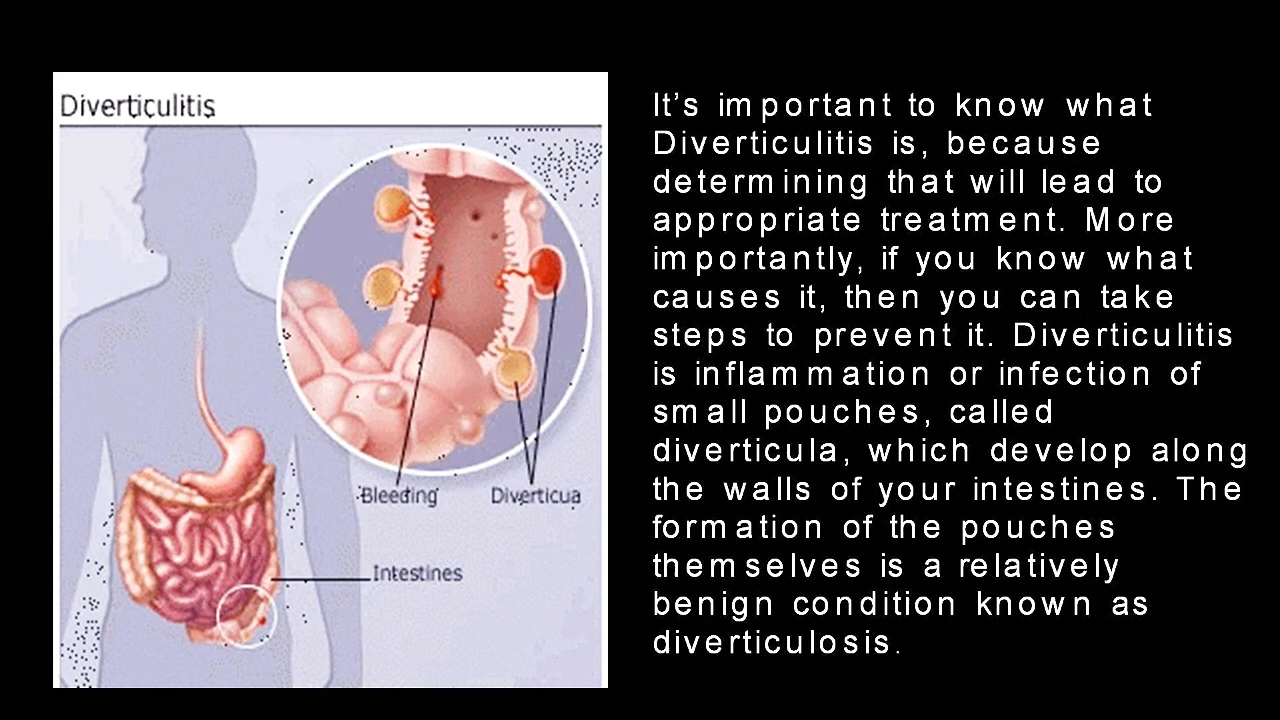 Diverticulitis
Bleeding
Diverticua
Intestines
It's important to know what
Diverticulitis is, because
determining that will lead to
appropriate treatment. More
importantly, if you know what
causes it, then you can take
steps to prevent it. Diverticulitis
is inflammation or infection of
small pouches, called
diverticula, which develop along
the walls of your intestines. The
formation of the pouches
themselves is a relatively
benign condition known as
diverticulosis.